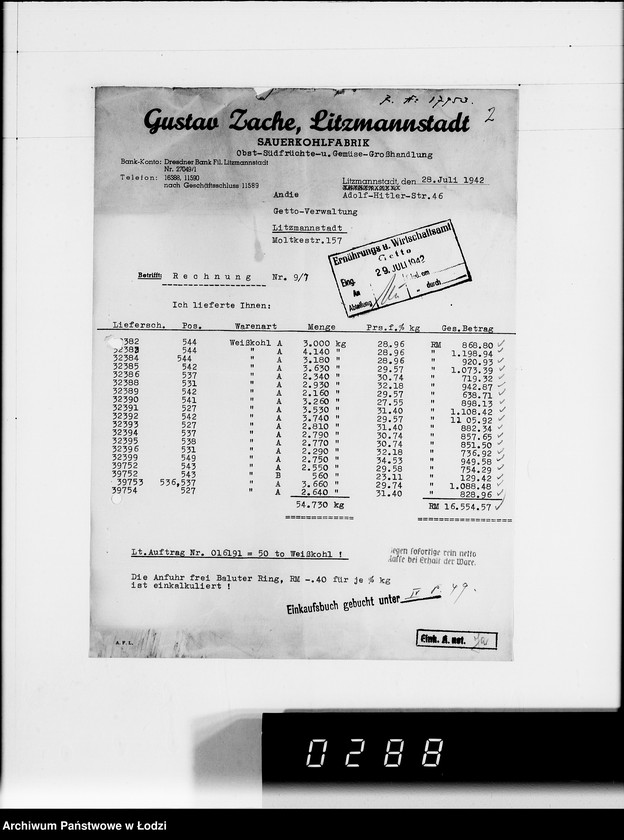 2
Gustav Zache, Litzmannstadt
SAUERKOHLFABRIK
Obst-Südfrüchte-u. Gemüse-Großhandlung
Bank-Konto: Dresdner Bank Fil. Litzmannstadt
Nr. 27049/1
Telefon: 16388, 11590
nach Geschäftsschluss 11589
Litzmannstadt, den 28.Juli 1942
Adolf-Hitler-Str.46
An die
Getto-Verwaltung
Litzmannstadt
Moltkestr.157
Ernährungs u. Wirtschaftsamt
Getto
Eing. 29. JULI 1942
An
Abteilung
durch
Betrifft: Rechnung Nr. 9/7
Ich lieferte Ihnen:
Liefersch. Pos. Warenart Menge Prs.f.% kg Ges.Betrag
32382 544 Weißkohl A 3.000 kg 28.96 RM 868.80
32383 544 " A 4.140 " 28.96 " 1.198.94
32384 544 " A 3.180 " 28.96 " 920.93
32385 542 " A 3.630 " 29.57 " 1.073.39
32386 537 " A 2.340 " 30.74 " 719.32
32388 531 " A 2.930 " 32.18 " 942.87
32389 542 " A 2.160 " 29.57 " 638.71
32390 541 " A 3.260 " 27.55 " 898.13
32391 527 " A 3.530 " 31.40 " 1.108.42
32392 542 " A 3.740 " 29.57 " 11 05.92
32393 527 " A 2.810 " 31.40 " 882.34
32394 537 " A 2.790 " 30.74 " 857.65
32395 538 " A 2.770 " 30.74 " 851.50
32396 531 " A 2.290 " 32.18 " 736.92
32399 549 " A 2.750 " 34.53 " 949.58
39752 543 " A 2.550 " 29.58 " 754.29
39752 543 " B 560 " 23.11 " 129.42
39753 536,537 " A 3.660 " 29.74 " 1.088.48
39754 527 " A 2.640 " 31.40 " 828.96
54.730 kg RM 16.554.57
Lt.Auftrag Nr. 016191 = 50 to Weißkohl !
gegen sofortige rein netto
Kasse bei Erhalt der Ware.
Die Anfuhr frei Baluter Ring, RM -.40 für je % kg
ist einkalkuliert !
Einkaufsbuch gebucht unter
Eink. A. not.
A. P. L.
0288
Archiwum Państwowe w Łodzi